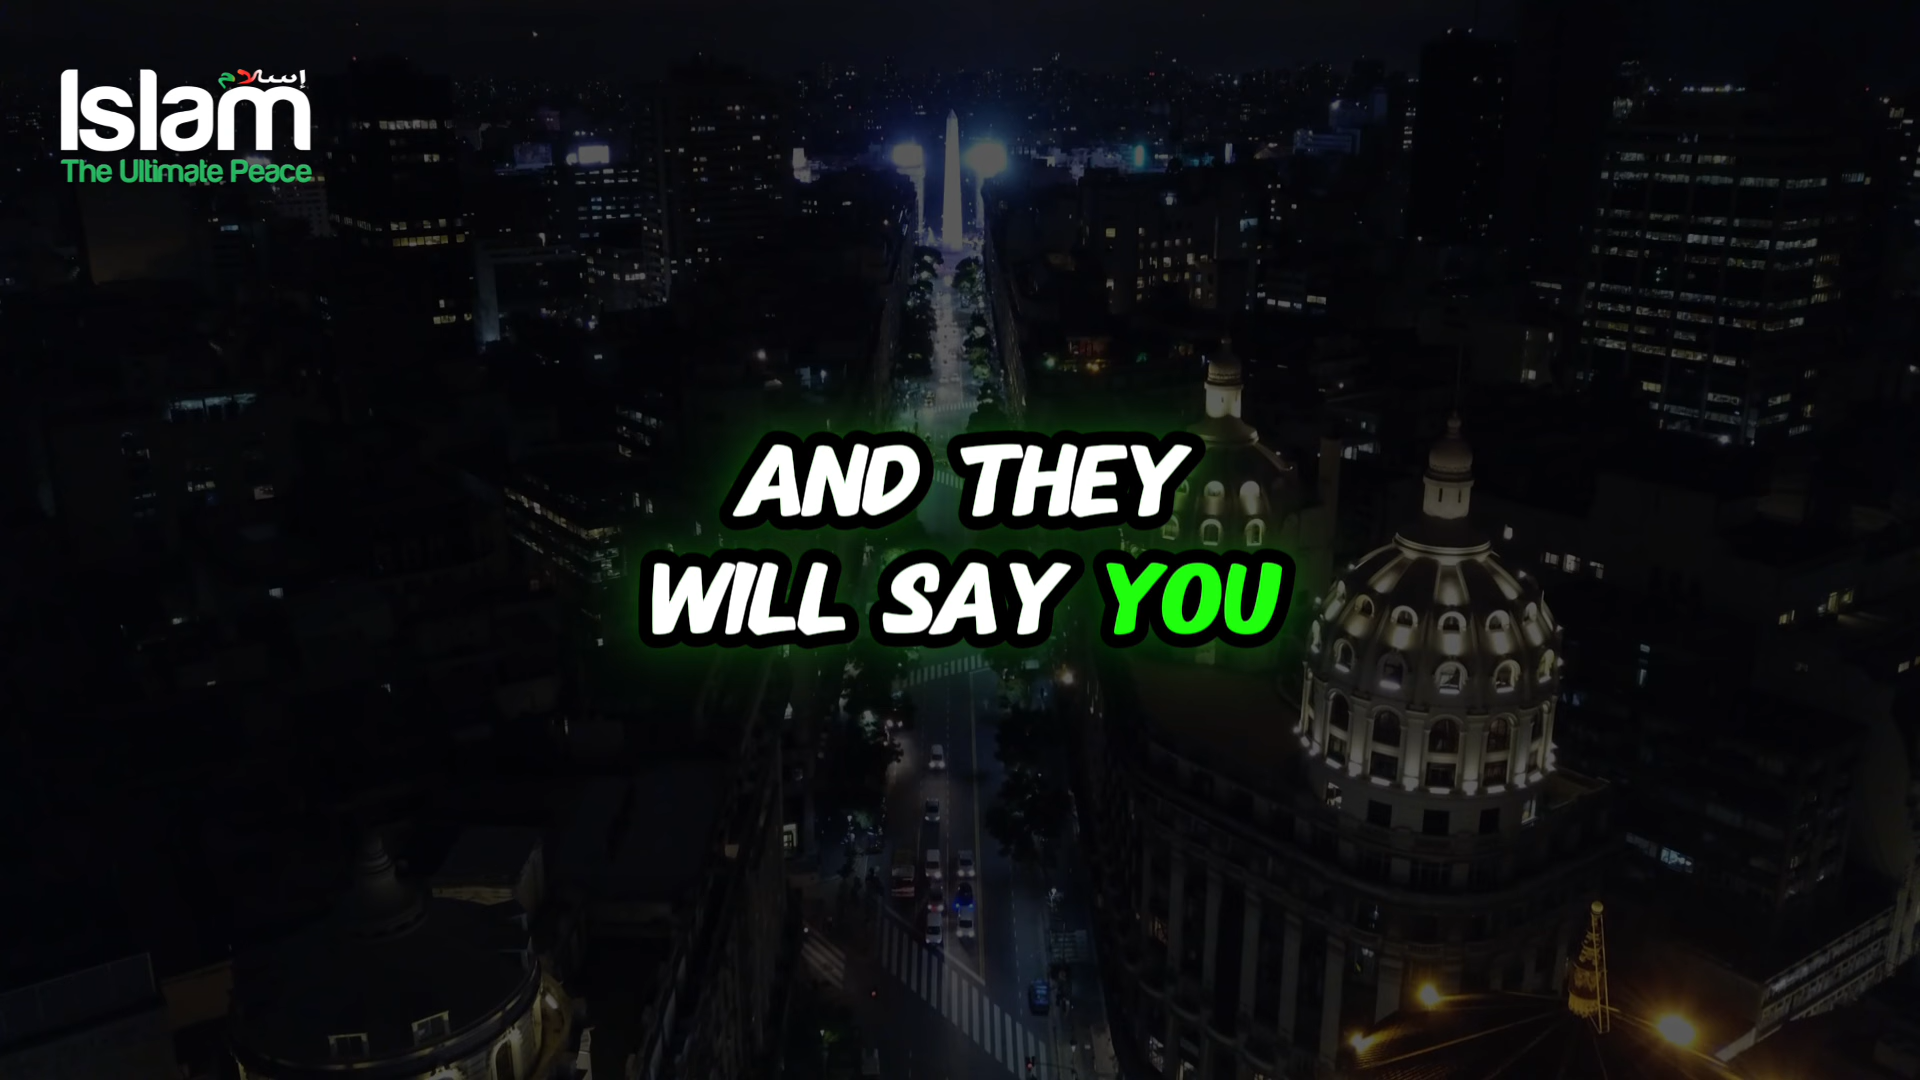 إسلام
Islam
The Ultimate Peace
AND THEY
WILL SAY YOU